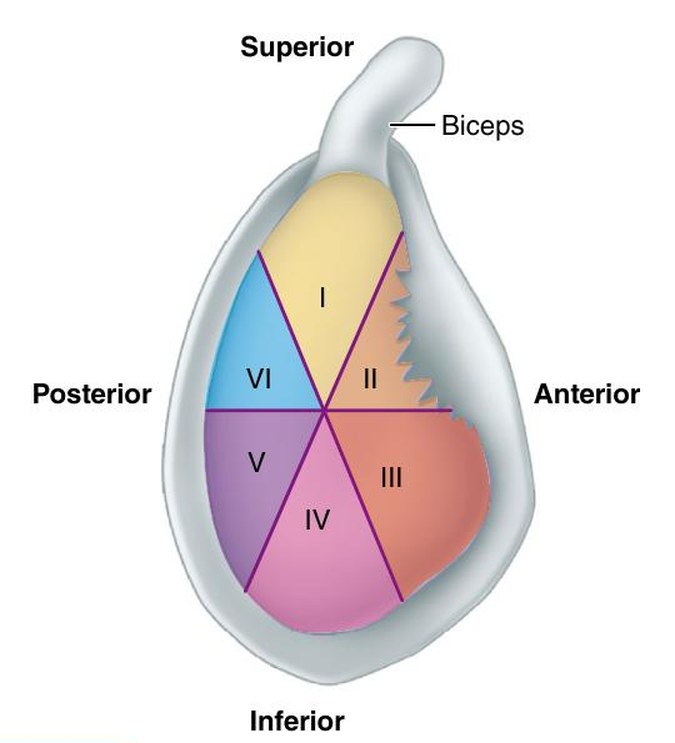 Superior
Biceps
I
VI
II
Posterior
Anterior
V
III
IV
Inferior